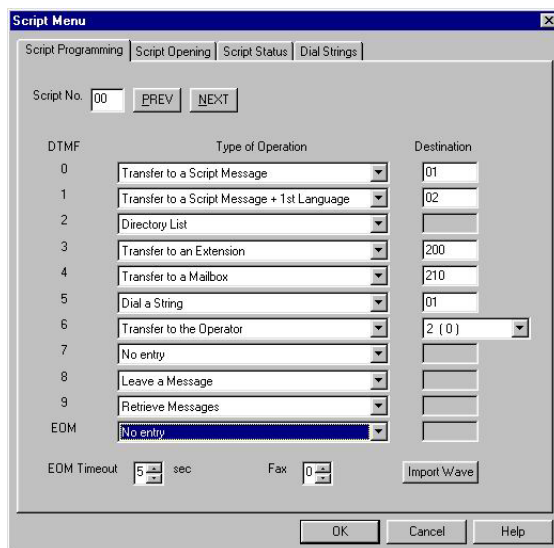 Script Menu
Script Programming Script Opening Script Status Dial Strings
Script No. 00 PREV NEXT
DTMF Type of Operation Destination
0 Transfer to a Script Message 01
1 Transfer to a Script Message + 1st Language 02
2 Directory List
3 Transfer to an Extension 200
4 Transfer to a Mailbox 210
5 Dial a String 01
6 Transfer to the Operator 2 ( 0 )
7 No entry
8 Leave a Message
9 Retrieve Messages
EOM No entry
EOM Timeout 5 sec Fax 0 Import Wave
OK Cancel Help